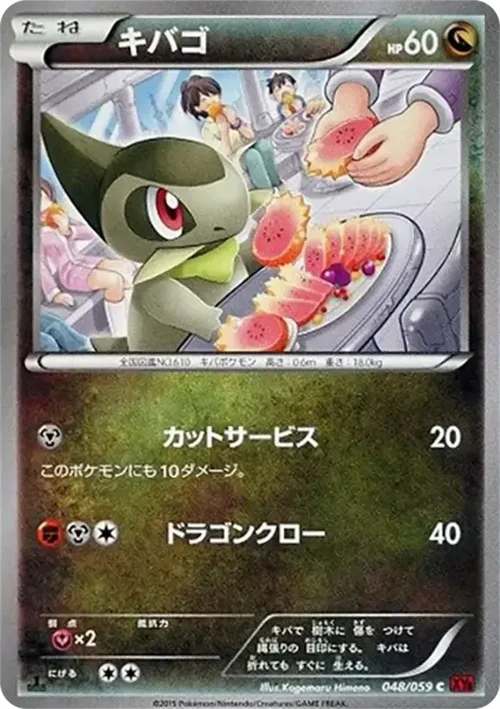 たね キバゴ HP60
全国図鑑NO.610 キバポケモン 高さ:0.6m 重さ:18.0kg
カットサービス 20
このポケモンにも10ダメージ。
ドラゴンクロー 40
弱点 抵抗力
×2
キバで 樹木に 傷を つけて
縄張りの 目印にする。 キバは
折れても すぐに 生える。
にげる
Illus.Kagemaru Himeno 048/059 C
©2015 Pokémon/Nintendo/Creatures/GAME FREAK.